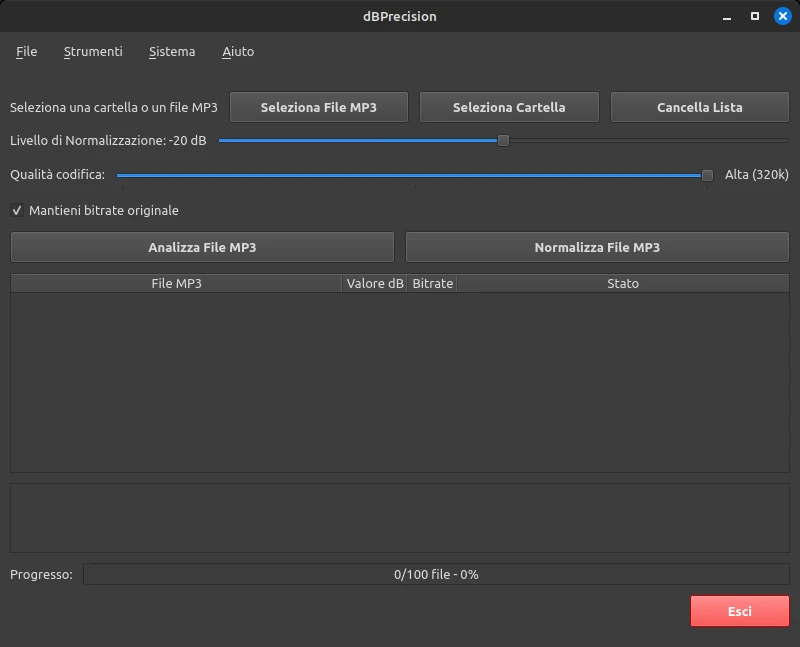 dBPrecision
File Strumenti Sistema Aiuto
Seleziona una cartella o un file MP3 Seleziona File MP3 Seleziona Cartella Cancella Lista
Livello di Normalizzazione: -20 dB
Qualità codifica: Alta (320k)
Mantieni bitrate originale
Analizza File MP3 Normalizza File MP3
File MP3 Valore dB Bitrate Stato
Progresso: 0/100 file - 0%
Esci